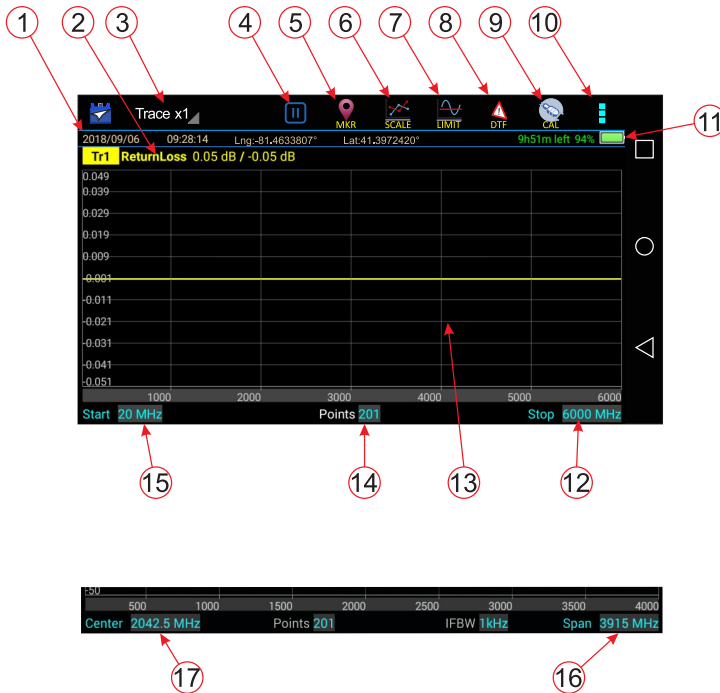 1 2 3 4 5 6 7 8 9 10
Trace x1
MKR SCALE LIMIT DTF CAL
11
2018/09/06 09:28:14 Lng:-81.4633807° Lat:41.3972420° 9h51m left 94%
Tr1 ReturnLoss 0.05 dB / -0.05 dB
0.049
0.039
0.029
0.019
0.009
-0.001
-0.011
-0.021
-0.031
-0.041
-0.051
1000 2000 3000 4000 5000 6000
Start 20 MHz Points 201 Stop 6000 MHz
15 14 13 12
-50
500 1000 1500 2000 2500 3000 3500 4000
Center 2042.5 MHz Points 201 IFBW 1kHz Span 3915 MHz
17 16